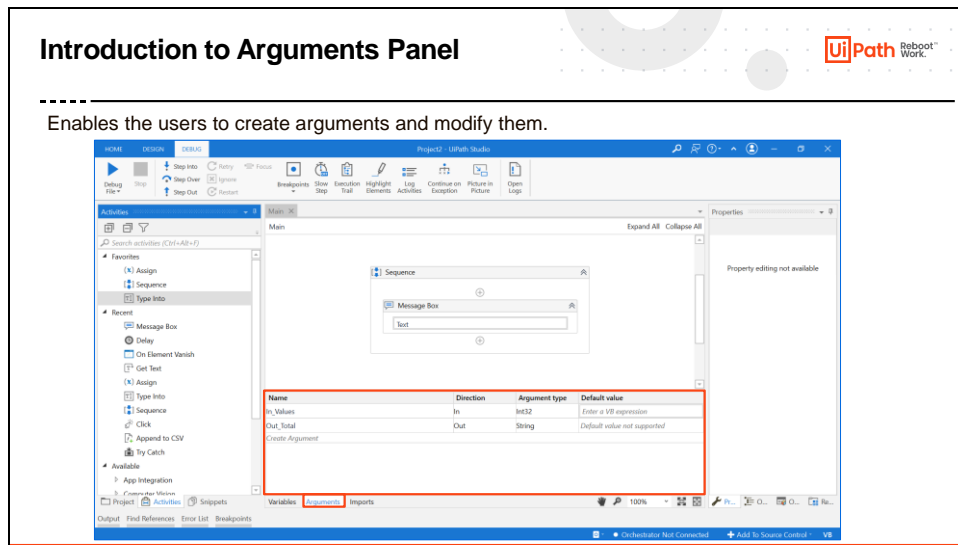 Introduction to Arguments Panel
UiPath Reboot Work.
Enables the users to create arguments and modify them.
HOME DESIGN DEBUG Project2 - UiPath Studio
Debug File Stop Step Into Step Over Step Out Retry Ignore Restart Focus Breakpoints Slow Step Execution Trail Highlight Elements Log Activities Continue on Exception Picture in Picture Open Logs
Activities
Search activities (Ctrl+Alt+F)
Favorites
Assign
Sequence
Type Into
Recent
Message Box
Delay
On Element Vanish
Get Text
Assign
Type Into
Sequence
Click
Append to CSV
Try Catch
Available
App Integration
Computer Vision
Project Activities Snippets
Main
Main Expand All Collapse All
Sequence
Message Box
Text
Name Direction Argument type Default value
In_Values In Int32 Enter a VB expression
Out_Total Out String Default value not supported
Create Argument
Variables Arguments Imports 100%
Properties
Property editing not available
Pr... O... O... Re...
Output Find References Error List Breakpoints
Orchestrator Not Connected Add To Source Control VB